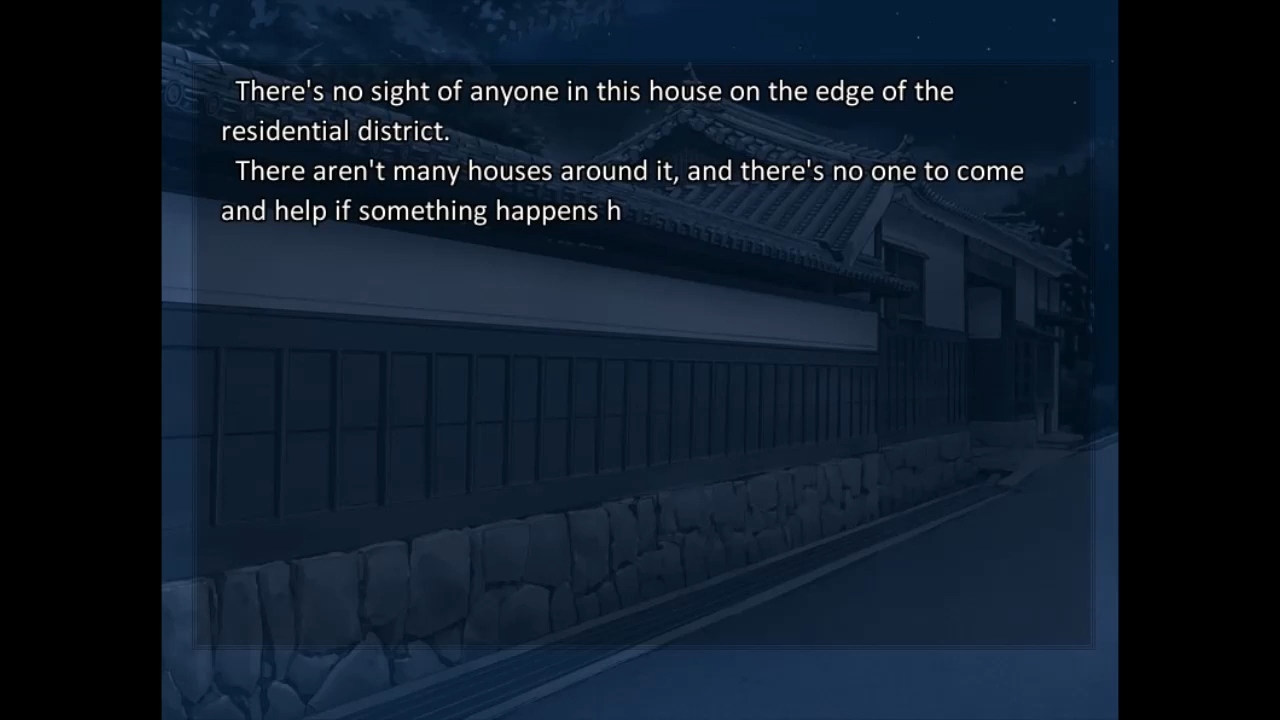 There's no sight of anyone in this house on the edge of the
residential district.
There aren't many houses around it, and there's no one to come
and help if something happens h